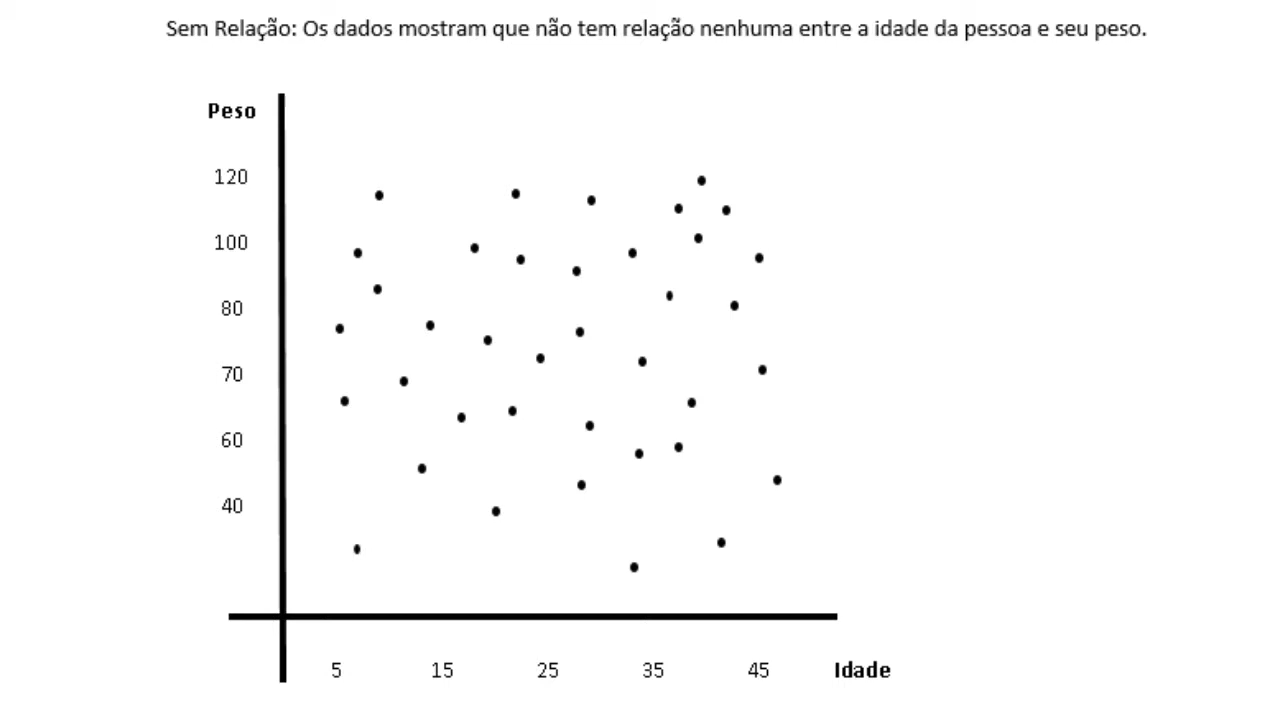 Sem Relação: Os dados mostram que não tem relação nenhuma entre a idade da pessoa e seu peso.
Peso
120
100
80
70
60
40
5 15 25 35 45 Idade